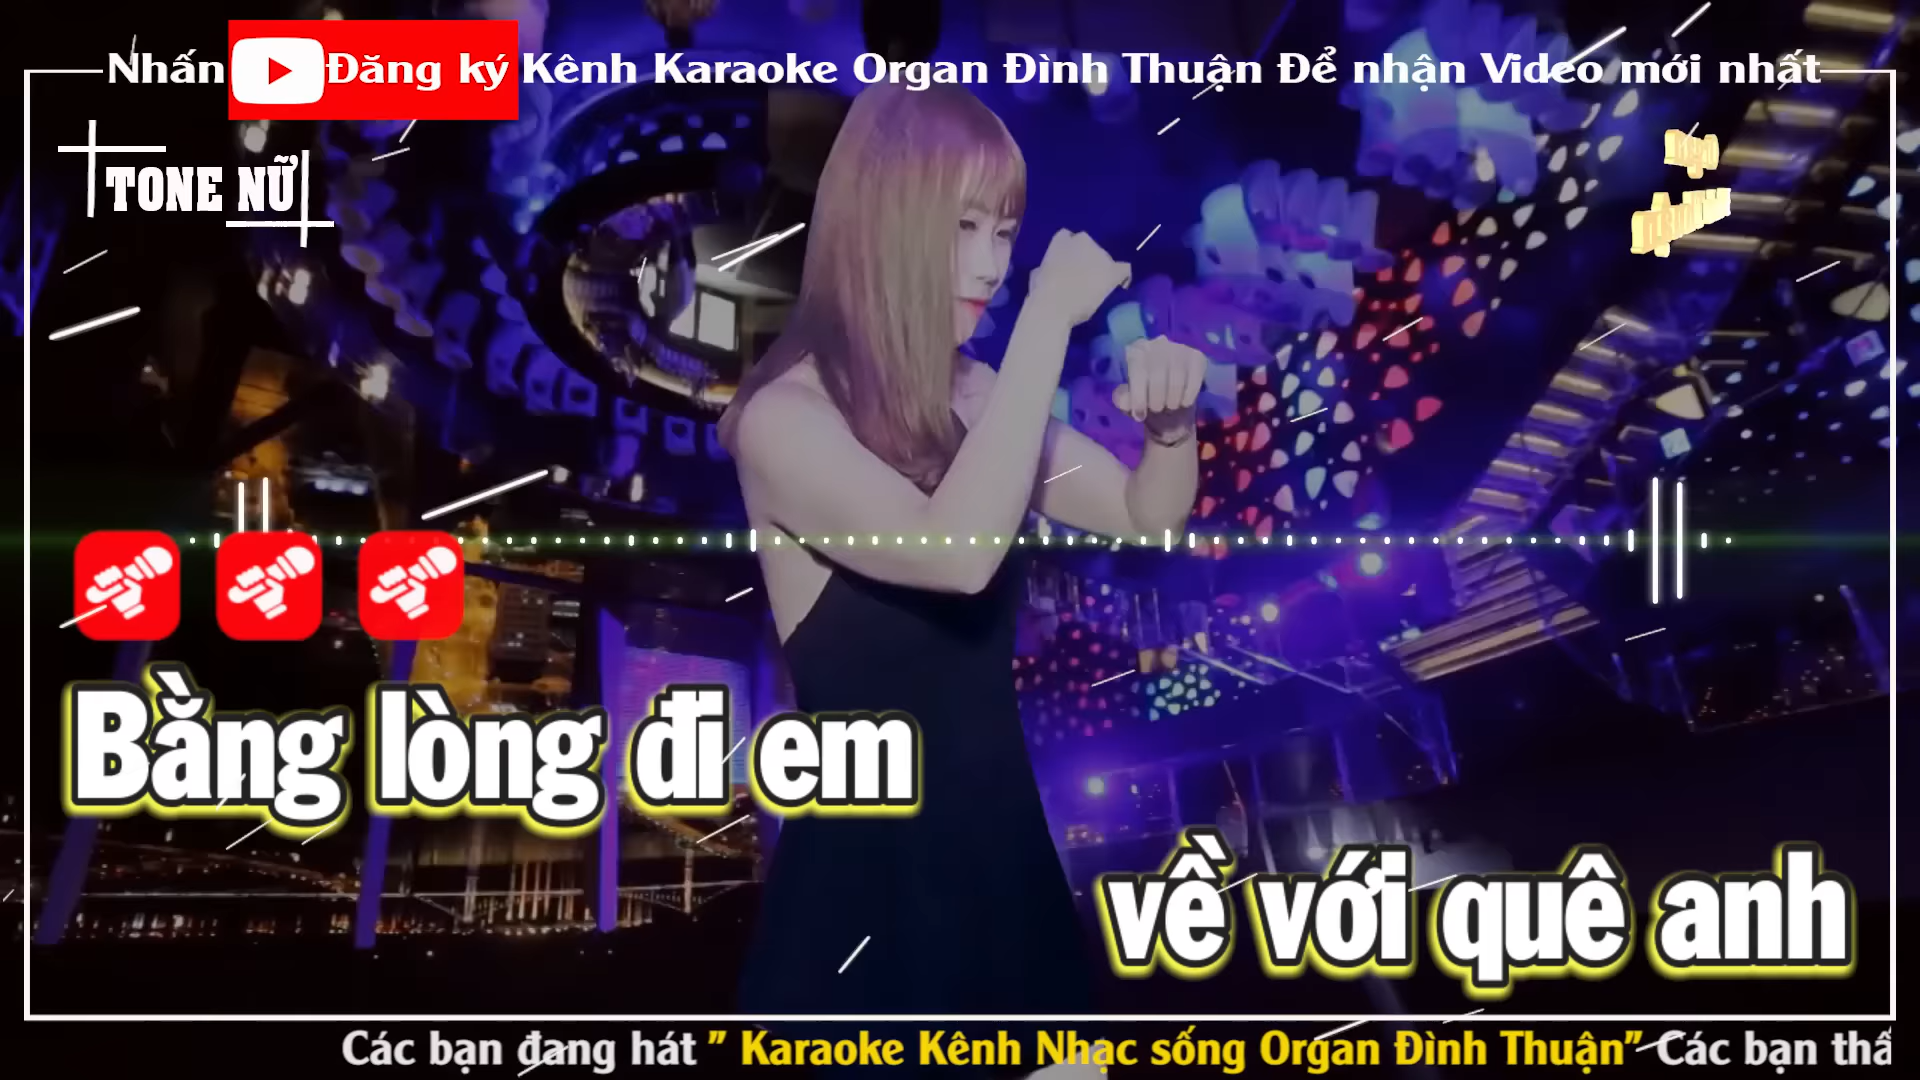 Nhấn Đăng ký Kênh Karaoke Organ Đình Thuận Để nhận Video mới nhất
TONE NỮ
Bằng lòng đi em
về với quê anh
Các bạn đang hát " Karaoke Kênh Nhạc sống Organ Đình Thuận" Các bạn thấ